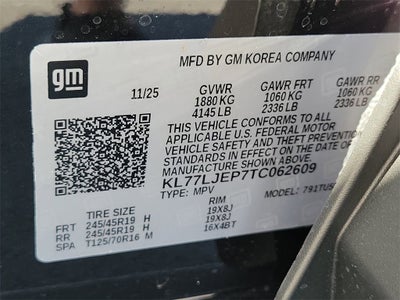 gm
MFD BY GM KOREA COMPANY
11/25 GVWR GAWR FRT GAWR RR
1880 KG 1060 KG 1060 KG
4145 LB 2336 LB 2336 LB
THIS VEHICLE CONFORMS TO ALL
APPLICABLE U.S. FEDERAL MOTOR
VEHICLE SAFETY AND THEFT PREVENTION
STANDARDS IN EFFECT ON THE DATE OF
MANUFACTURE SHOWN ABOVE.
KL77LJEP7TC062609
TYPE: MPV MODEL: 791TUS
TIRE SIZE RIM
FRT 245/45R19 H 19X8J
RR 245/45R19 H 19X8J
SPA T125/70R16 M 16X4BT